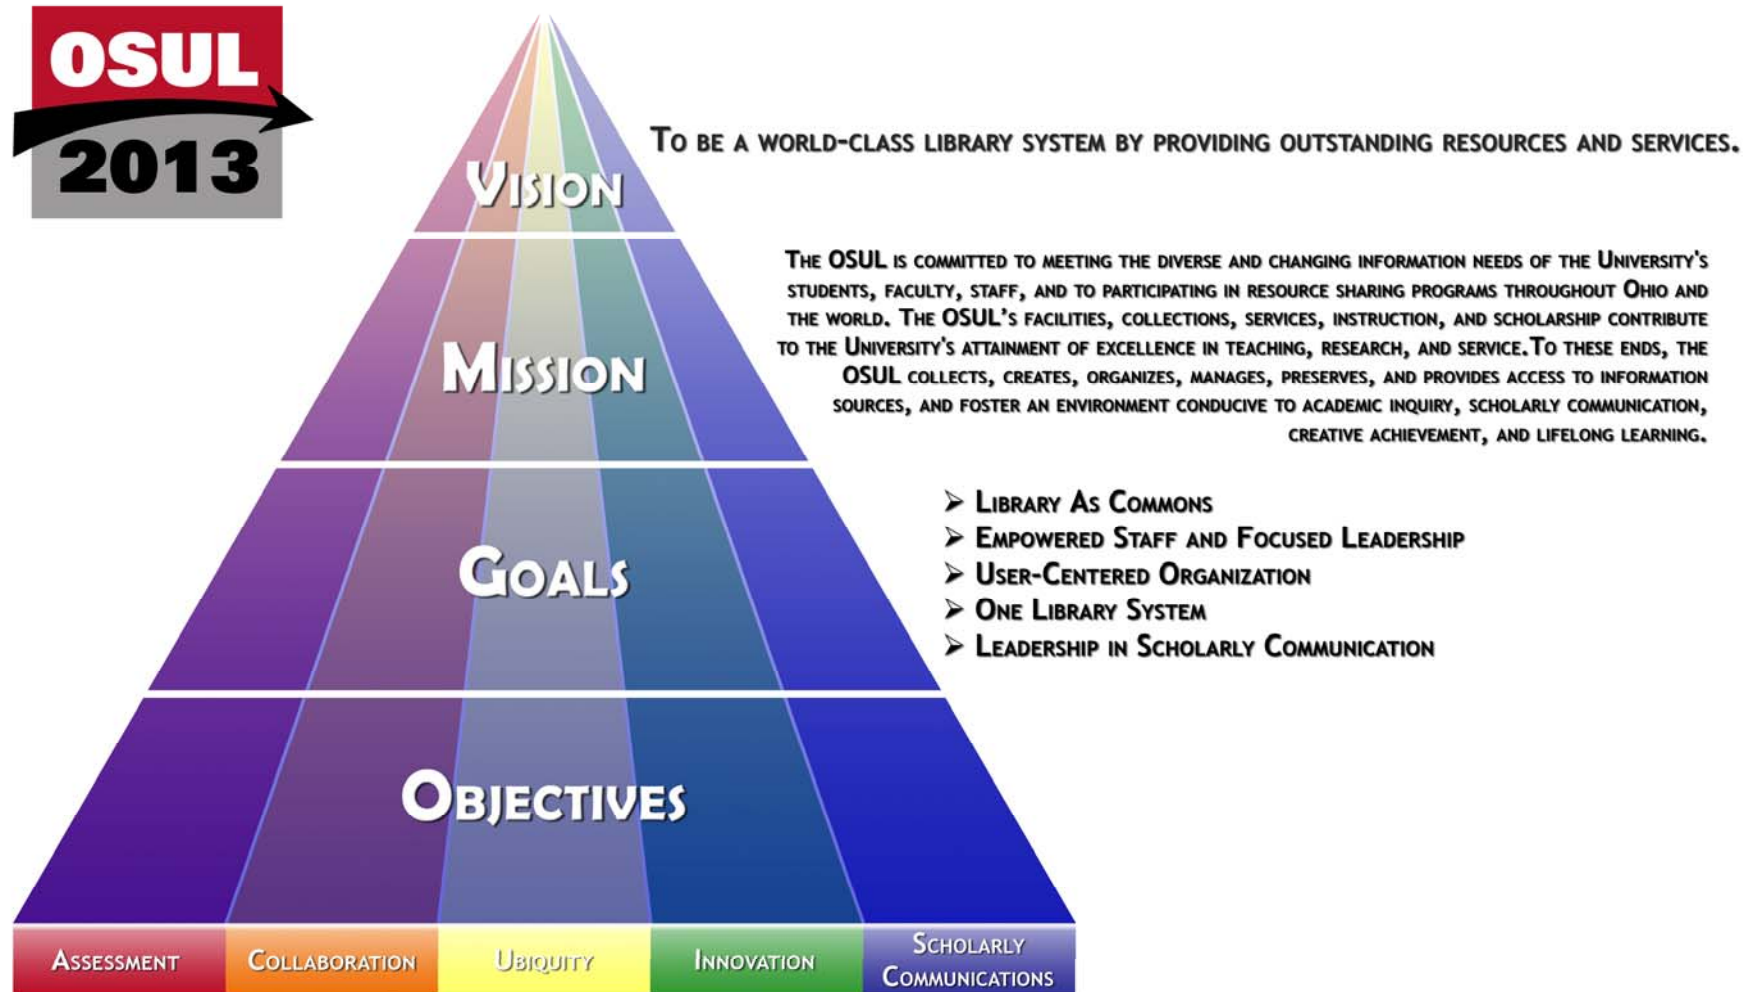 OSUL
2013
TO BE A WORLD-CLASS LIBRARY SYSTEM BY PROVIDING OUTSTANDING RESOURCES AND SERVICES.
VISION
THE OSUL IS COMMITTED TO MEETING THE DIVERSE AND CHANGING INFORMATION NEEDS OF THE UNIVERSITY'S
STUDENTS, FACULTY, STAFF, AND TO PARTICIPATING IN RESOURCE SHARING PROGRAMS THROUGHOUT OHIO AND
THE WORLD. THE OSUL'S FACILITIES, COLLECTIONS, SERVICES, INSTRUCTION, AND SCHOLARSHIP CONTRIBUTE
TO THE UNIVERSITY'S ATTAINMENT OF EXCELLENCE IN TEACHING, RESEARCH, AND SERVICE.TO THESE ENDS, THE
OSUL COLLECTS, CREATES, ORGANIZES, MANAGES, PRESERVES, AND PROVIDES ACCESS TO INFORMATION
SOURCES, AND FOSTER AN ENVIRONMENT CONDUCIVE TO ACADEMIC INQUIRY, SCHOLARLY COMMUNICATION,
CREATIVE ACHIEVEMENT, AND LIFELONG LEARNING.
MISSION
➢ LIBRARY AS COMMONS
➢ EMPOWERED STAFF AND FOCUSED LEADERSHIP
➢ USER-CENTERED ORGANIZATION
➢ ONE LIBRARY SYSTEM
➢ LEADERSHIP IN SCHOLARLY COMMUNICATION
GOALS
OBJECTIVES
ASSESSMENT
COLLABORATION
UBIQUITY
INNOVATION
SCHOLARLY
COMMUNICATIONS